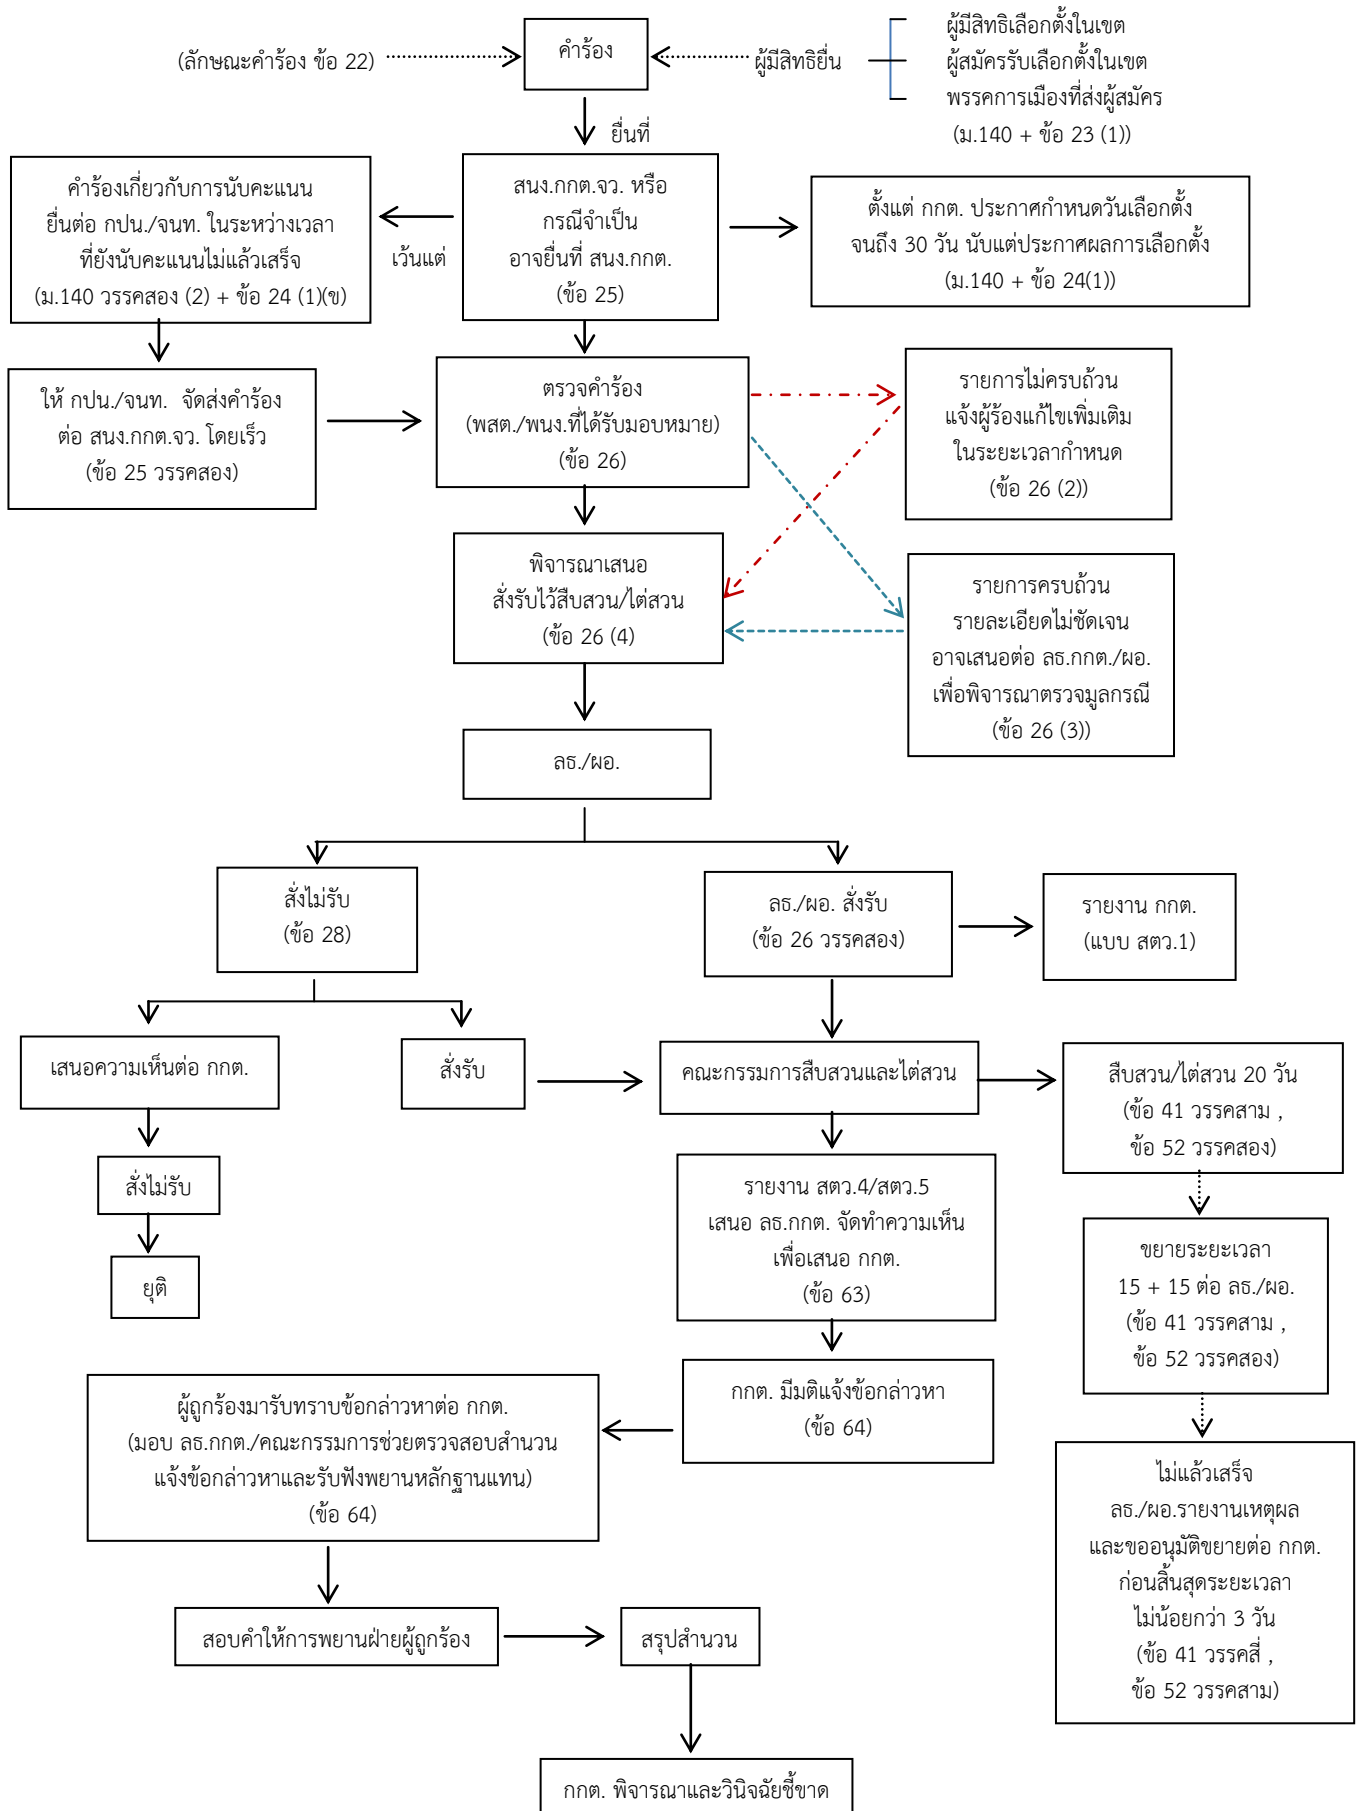 (ลักษณะคำร้อง ข้อ 22)
คำร้อง
ผู้มีสิทธิยื่น
ผู้มีสิทธิเลือกตั้งในเขต
ผู้สมัครรับเลือกตั้งในเขต
พรรคการเมืองที่ส่งผู้สมัคร
(ม.140 + ข้อ 23 (1))
ยื่นที่
คำร้องเกี่ยวกับการนับคะแนน
ยื่นต่อ กปน./จนท. ในระหว่างเวลา
ที่ยังนับคะแนนไม่แล้วเสร็จ
(ม.140 วรรคสอง (2) + ข้อ 24 (1)(ข)
เว้นแต่
สนง.กกต.จว. หรือ
กรณีจำเป็น
อาจยื่นที่ สนง.กกต.
(ข้อ 25)
ตั้งแต่ กกต. ประกาศกำหนดวันเลือกตั้ง
จนถึง 30 วัน นับแต่ประกาศผลการเลือกตั้ง
(ม.140 + ข้อ 24(1))
ให้ กปน./จนท. จัดส่งคำร้อง
ต่อ สนง.กกต.จว. โดยเร็ว
(ข้อ 25 วรรคสอง)
ตรวจคำร้อง
(พสต./พนง.ที่ได้รับมอบหมาย)
(ข้อ 26)
รายการไม่ครบถ้วน
แจ้งผู้ร้องแก้ไขเพิ่มเติม
ในระยะเวลากำหนด
(ข้อ 26 (2))
พิจารณาเสนอ
สั่งรับไว้สืบสวน/ไต่สวน
(ข้อ 26 (4)
รายการครบถ้วน
รายละเอียดไม่ชัดเจน
อาจเสนอต่อ ลธ.กกต./ผอ.
เพื่อพิจารณาตรวจมูลกรณี
(ข้อ 26 (3))
ลธ./ผอ.
สั่งไม่รับ
(ข้อ 28)
ลธ./ผอ. สั่งรับ
(ข้อ 26 วรรคสอง)
รายงาน กกต.
(แบบ สตว.1)
เสนอความเห็นต่อ กกต.
สั่งรับ
คณะกรรมการสืบสวนและไต่สวน
สืบสวน/ไต่สวน 20 วัน
(ข้อ 41 วรรคสาม ,
ข้อ 52 วรรคสอง)
สั่งไม่รับ
ยุติ
รายงาน สตว.4/สตว.5
เสนอ ลธ.กกต. จัดทำความเห็น
เพื่อเสนอ กกต.
(ข้อ 63)
ขยายระยะเวลา
15 + 15 ต่อ ลธ./ผอ.
(ข้อ 41 วรรคสาม ,
ข้อ 52 วรรคสอง)
กกต. มีมติแจ้งข้อกล่าวหา
(ข้อ 64)
ผู้ถูกร้องมารับทราบข้อกล่าวหาต่อ กกต.
(มอบ ลธ.กกต./คณะกรรมการช่วยตรวจสอบสำนวน
แจ้งข้อกล่าวหาและรับฟังพยานหลักฐานแทน)
(ข้อ 64)
ไม่แล้วเสร็จ
ลธ./ผอ.รายงานเหตุผล
และขออนุมัติขยายต่อ กกต.
ก่อนสิ้นสุดระยะเวลา
ไม่น้อยกว่า 3 วัน
(ข้อ 41 วรรคสี่ ,
ข้อ 52 วรรคสาม)
สอบคำให้การพยานฝ่ายผู้ถูกร้อง
สรุปสำนวน
กกต. พิจารณาและวินิจฉัยชี้ขาด